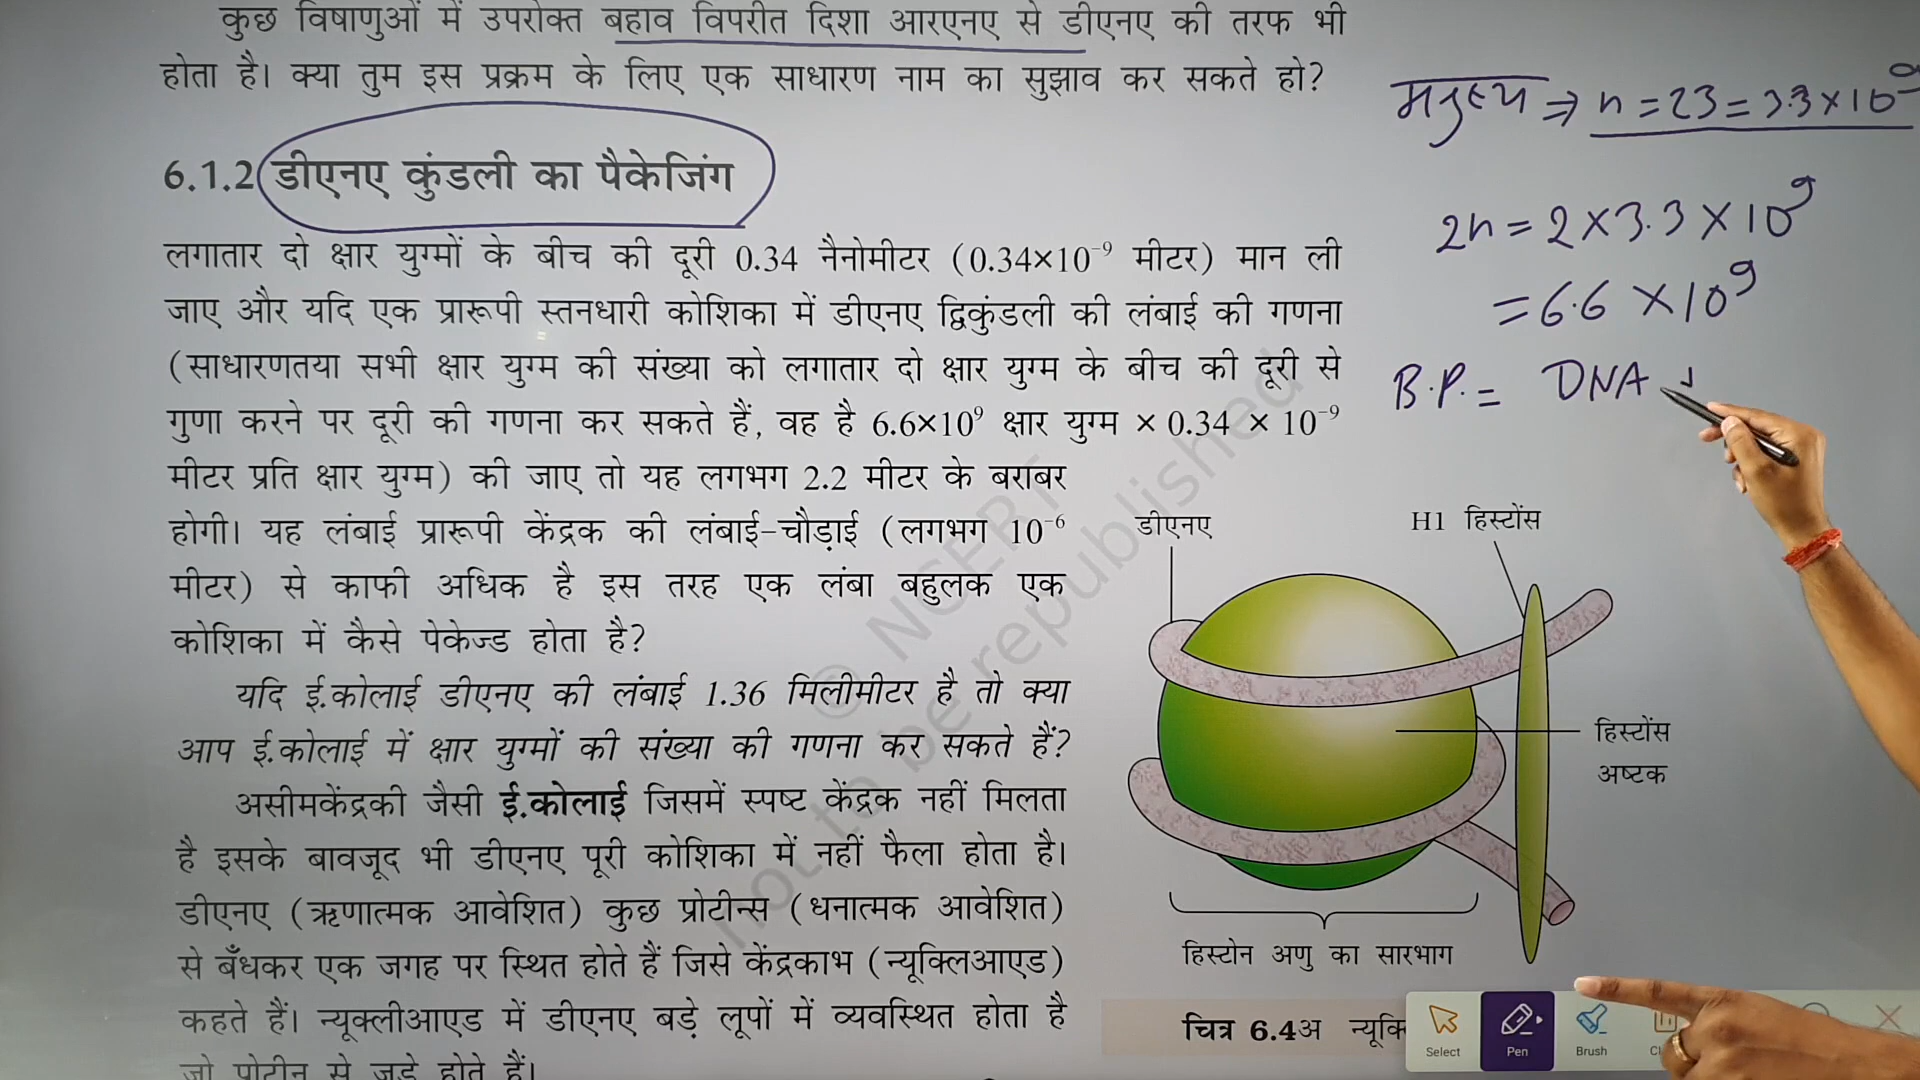 कुछ विषाणुओं में उपरोक्त बहाव विपरीत दिशा आरएनए से डीएनए की तरफ भी
होता है। क्या तुम इस प्रक्रम के लिए एक साधारण नाम का सुझाव कर सकते हो?
6.1.2 डीएनए कुंडली का पैकेजिंग
लगातार दो क्षार युग्मों के बीच की दूरी 0.34 नैनोमीटर (0.34×10⁻⁹ मीटर) मान ली
जाए और यदि एक प्रारूपी स्तनधारी कोशिका में डीएनए द्विकुंडली की लंबाई की गणना
(साधारणतया सभी क्षार युग्म की संख्या को लगातार दो क्षार युग्म के बीच की दूरी से
गुणा करने पर दूरी की गणना कर सकते हैं, वह है 6.6×10⁹ क्षार युग्म × 0.34 × 10⁻⁹
मीटर प्रति क्षार युग्म) की जाए तो यह लगभग 2.2 मीटर के बराबर
होगी। यह लंबाई प्रारूपी केंद्रक की लंबाई-चौड़ाई (लगभग 10⁻⁶
मीटर) से काफी अधिक है इस तरह एक लंबा बहुलक एक
कोशिका में कैसे पेकेज्ड होता है?
यदि ई.कोलाई डीएनए की लंबाई 1.36 मिलीमीटर है तो क्या
आप ई.कोलाई में क्षार युग्मों की संख्या की गणना कर सकते हैं?
असीमकेंद्रकी जैसी ई.कोलाई जिसमें स्पष्ट केंद्रक नहीं मिलता
है इसके बावजूद भी डीएनए पूरी कोशिका में नहीं फैला होता है।
डीएनए (ऋणात्मक आवेशित) कुछ प्रोटीन्स (धनात्मक आवेशित)
से बँधकर एक जगह पर स्थित होते हैं जिसे केंद्रकाभ (न्यूक्लिआएड)
कहते हैं। न्यूक्लीआएड में डीएनए बड़े लूपों में व्यवस्थित होता है
जो प्रोटीन से जुड़े होते हैं।
⇒ n = 23 = 3.3 × 10⁹
2n = 2 × 3.3 × 10⁹
= 6.6 × 10⁹
B.P. = DNA
डीएनए
H1 हिस्टोंस
हिस्टोंस
अष्टक
हिस्टोन अणु का सारभाग
चित्र 6.4अ
© NCERT
not to be republished
Select
Pen
Brush